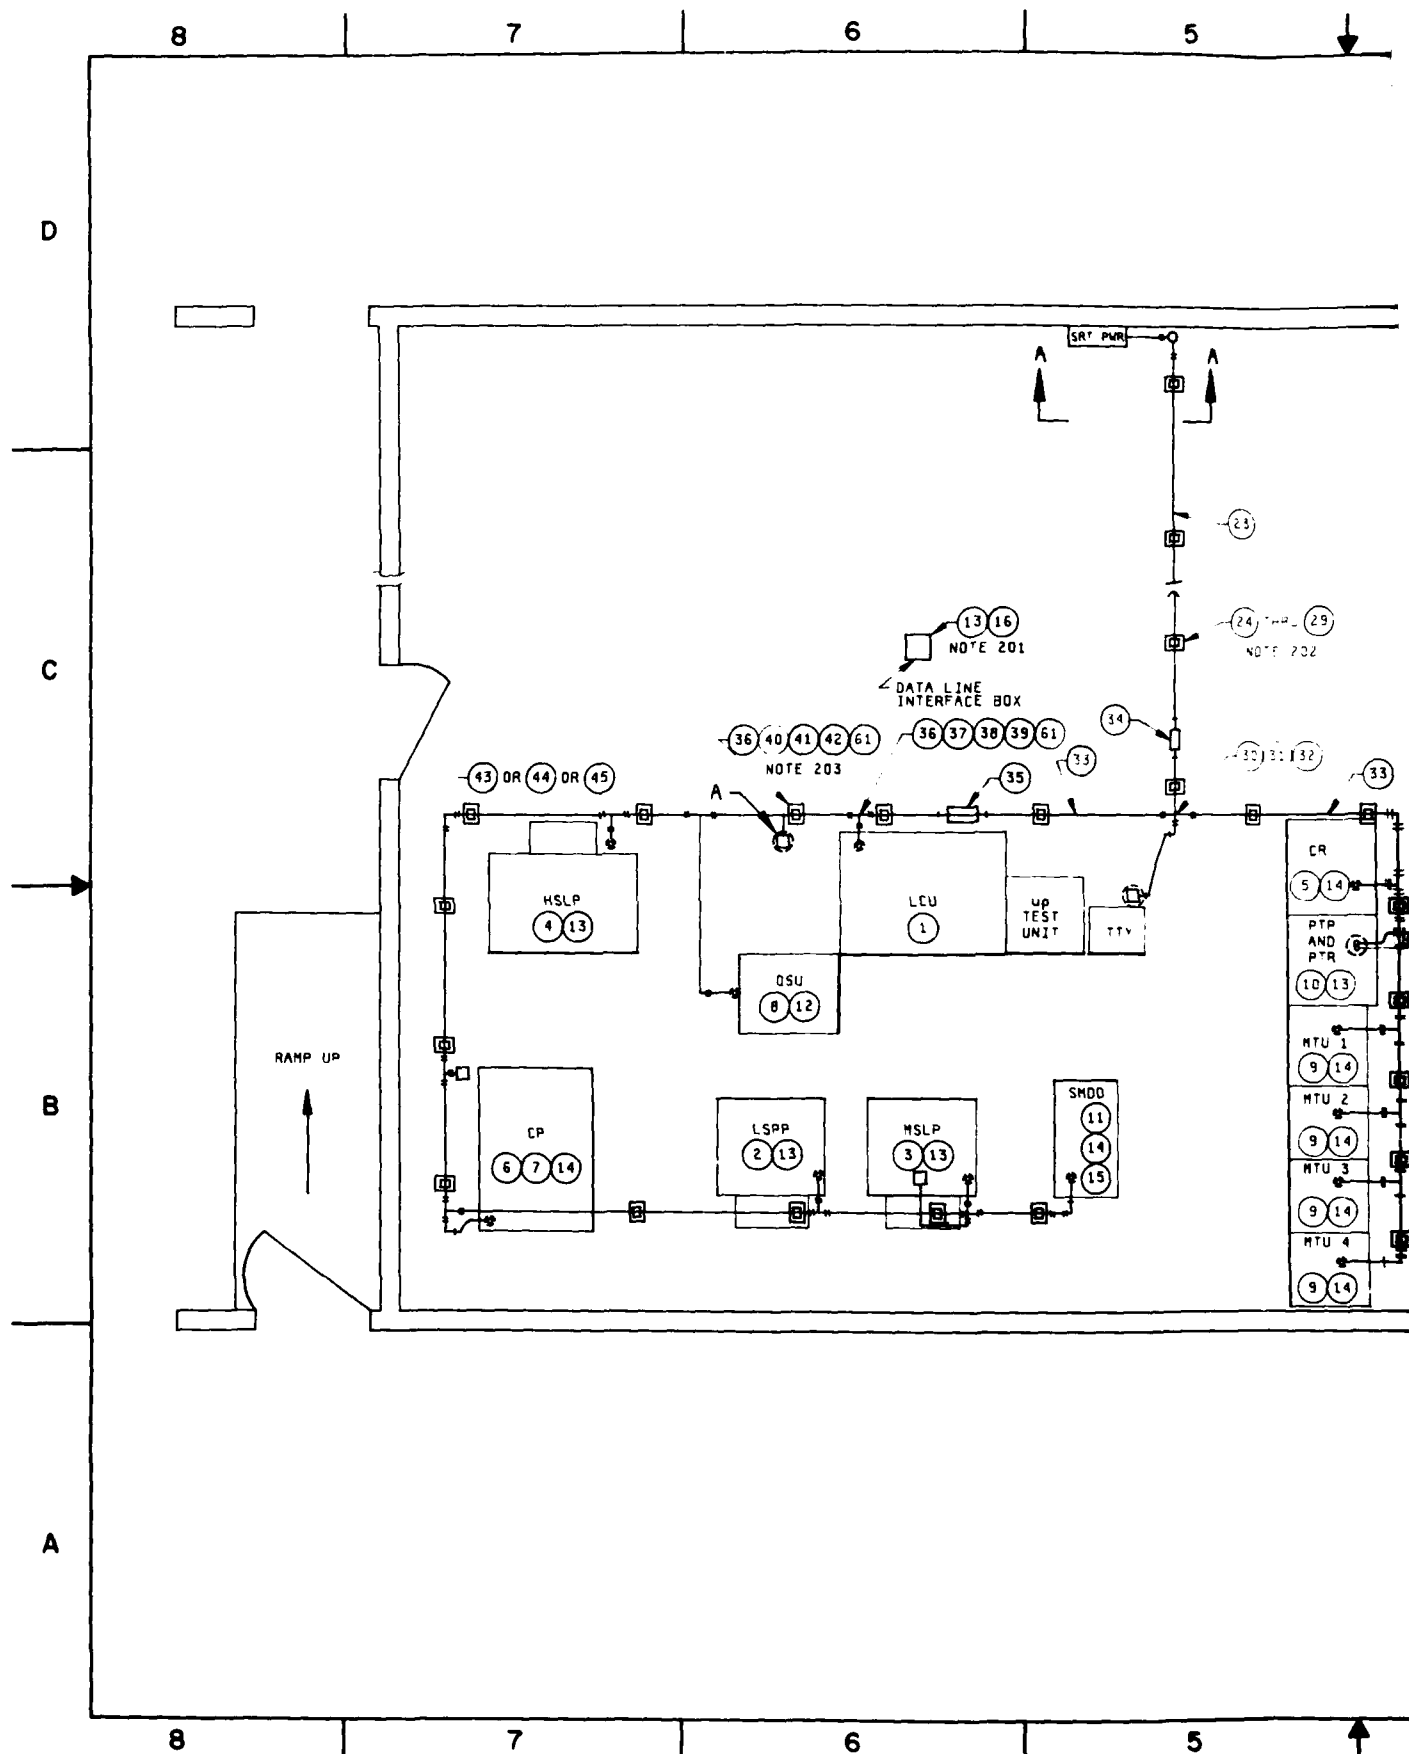 8 7 6 5
D
SRT PWR
A A
23
C
13 16
NOTE 201
24 THRU 29
NOTE 202
DATA LINE
INTERFACE BOX
34
36 40 41 42 61
NOTE 203
36 37 38 39 61
30 31 32
33
33
43 OR 44 OR 45
A
35
CR
5 14
HSLP
4 13
LCU
1
UP
TEST
UNIT
TTY
PTP
AND
PTR
10 13
DSU
8 12
MTU 1
9 14
RAMP UP
B
SMDD
11
14
15
MTU 2
9 14
CP
6 7 14
LSPP
2 13
MSLP
3 13
MTU 3
9 14
MTU 4
9 14
A
8 7 6 5